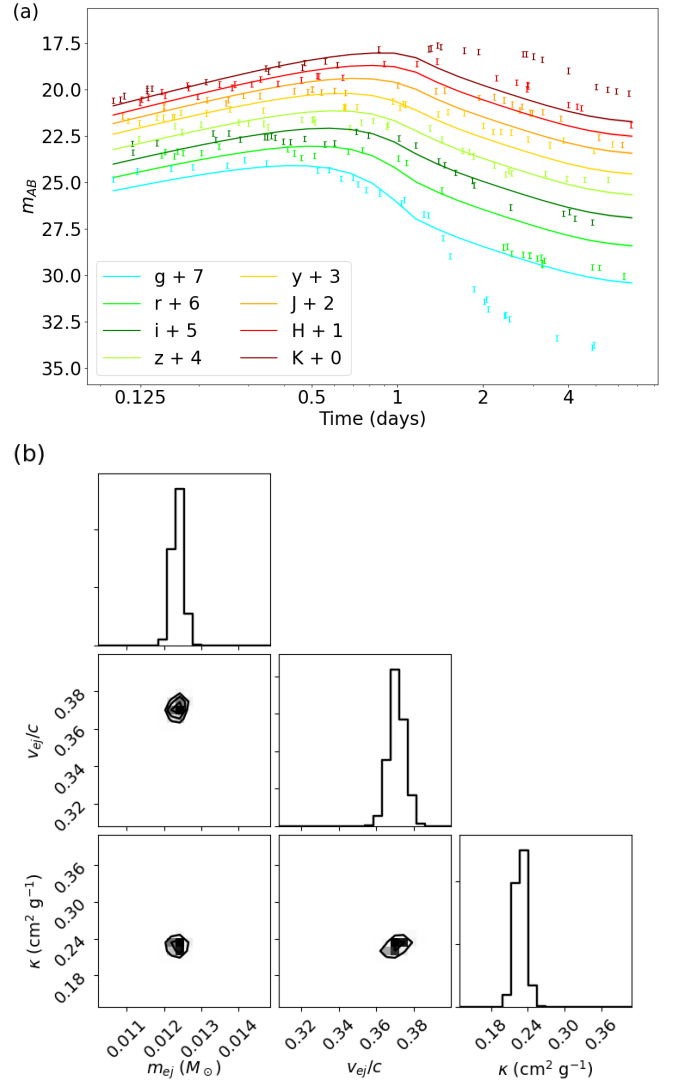 (a)
17.5
20.0
22.5
25.0
27.5
30.0
32.5
35.0
m_AB
g + 7
r + 6
i + 5
z + 4
y + 3
J + 2
H + 1
K + 0
0.125
0.5
1
2
4
Time (days)
(b)
0.38
0.36
0.34
0.32
v_ej/c
0.36
0.30
0.24
0.18
κ (cm² g⁻¹)
0.011
0.012
0.013
0.014
m_ej (M_⊙)
0.32
0.34
0.36
0.38
v_ej/c
0.18
0.24
0.30
0.36
κ (cm² g⁻¹)